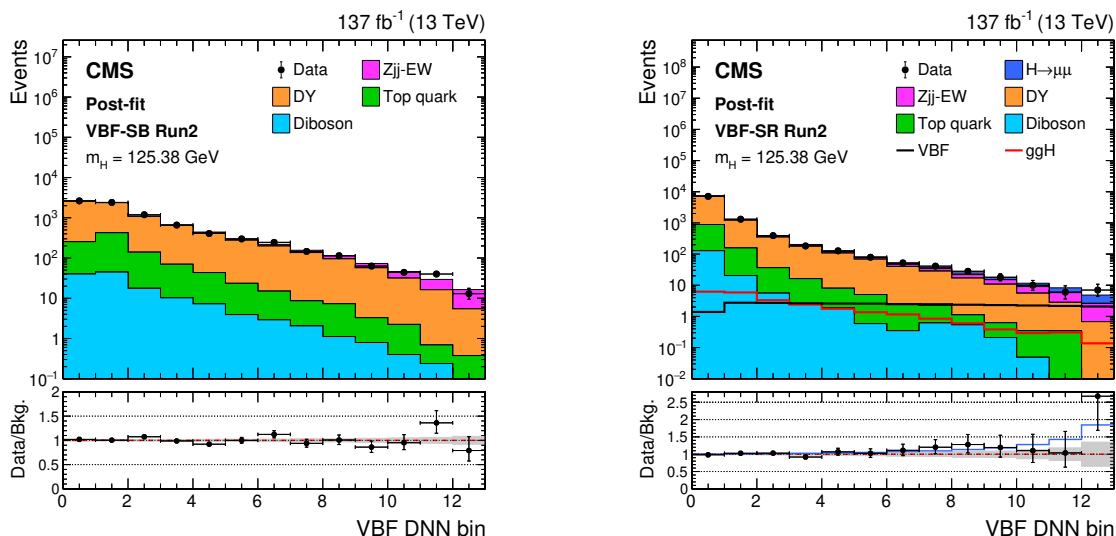 137 fb⁻¹ (13 TeV)
Events
10⁷
10⁶
10⁵
10⁴
10³
10²
10
1
10⁻¹
CMS
Post-fit
VBF-SB Run2
m_H = 125.38 GeV
Data
Zjj-EW
DY
Top quark
Diboson
Data/Bkg.
2
1.5
1
0.5
0
0 2 4 6 8 10 12
VBF DNN bin
137 fb⁻¹ (13 TeV)
Events
10⁸
10⁷
10⁶
10⁵
10⁴
10³
10²
10
1
10⁻¹
10⁻²
CMS
Post-fit
VBF-SR Run2
m_H = 125.38 GeV
Data
H→μμ
Zjj-EW
DY
Top quark
Diboson
VBF
ggH
Data/Bkg.
2.5
2
1.5
1
0.5
0
0 2 4 6 8 10 12
VBF DNN bin